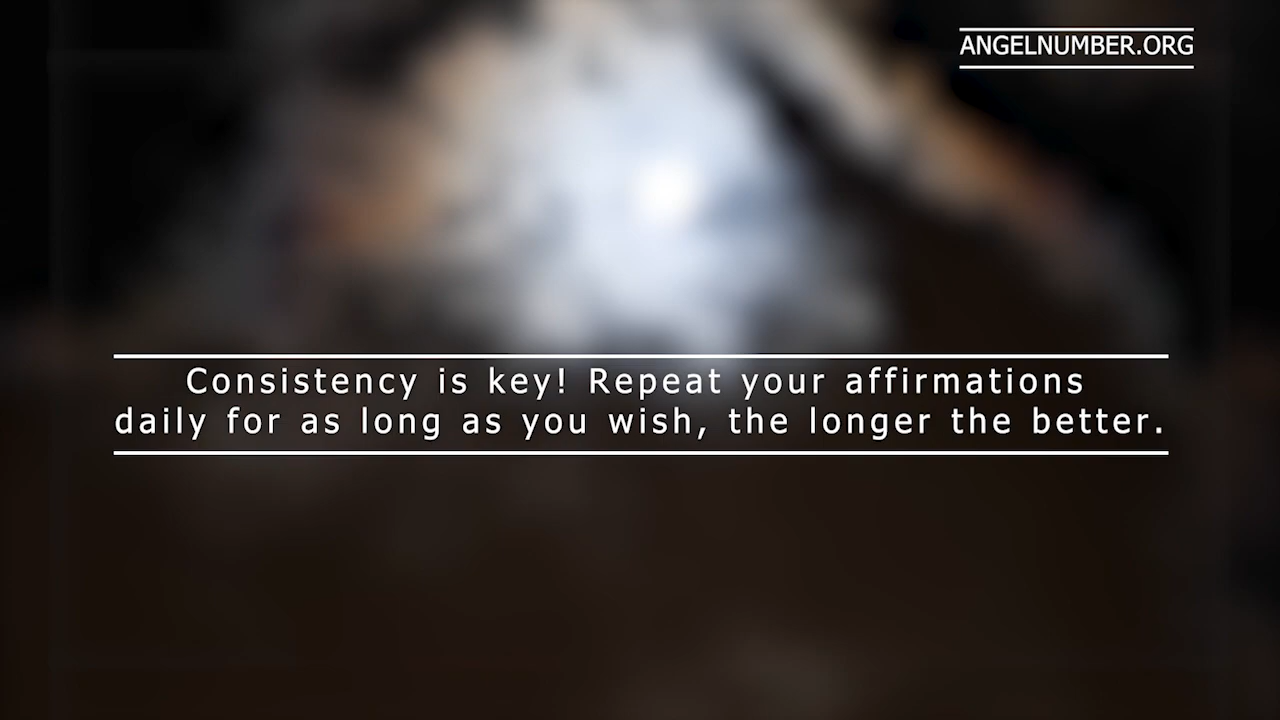 ANGELNUMBER.ORG
Consistency is key! Repeat your affirmations
daily for as long as you wish, the longer the better.